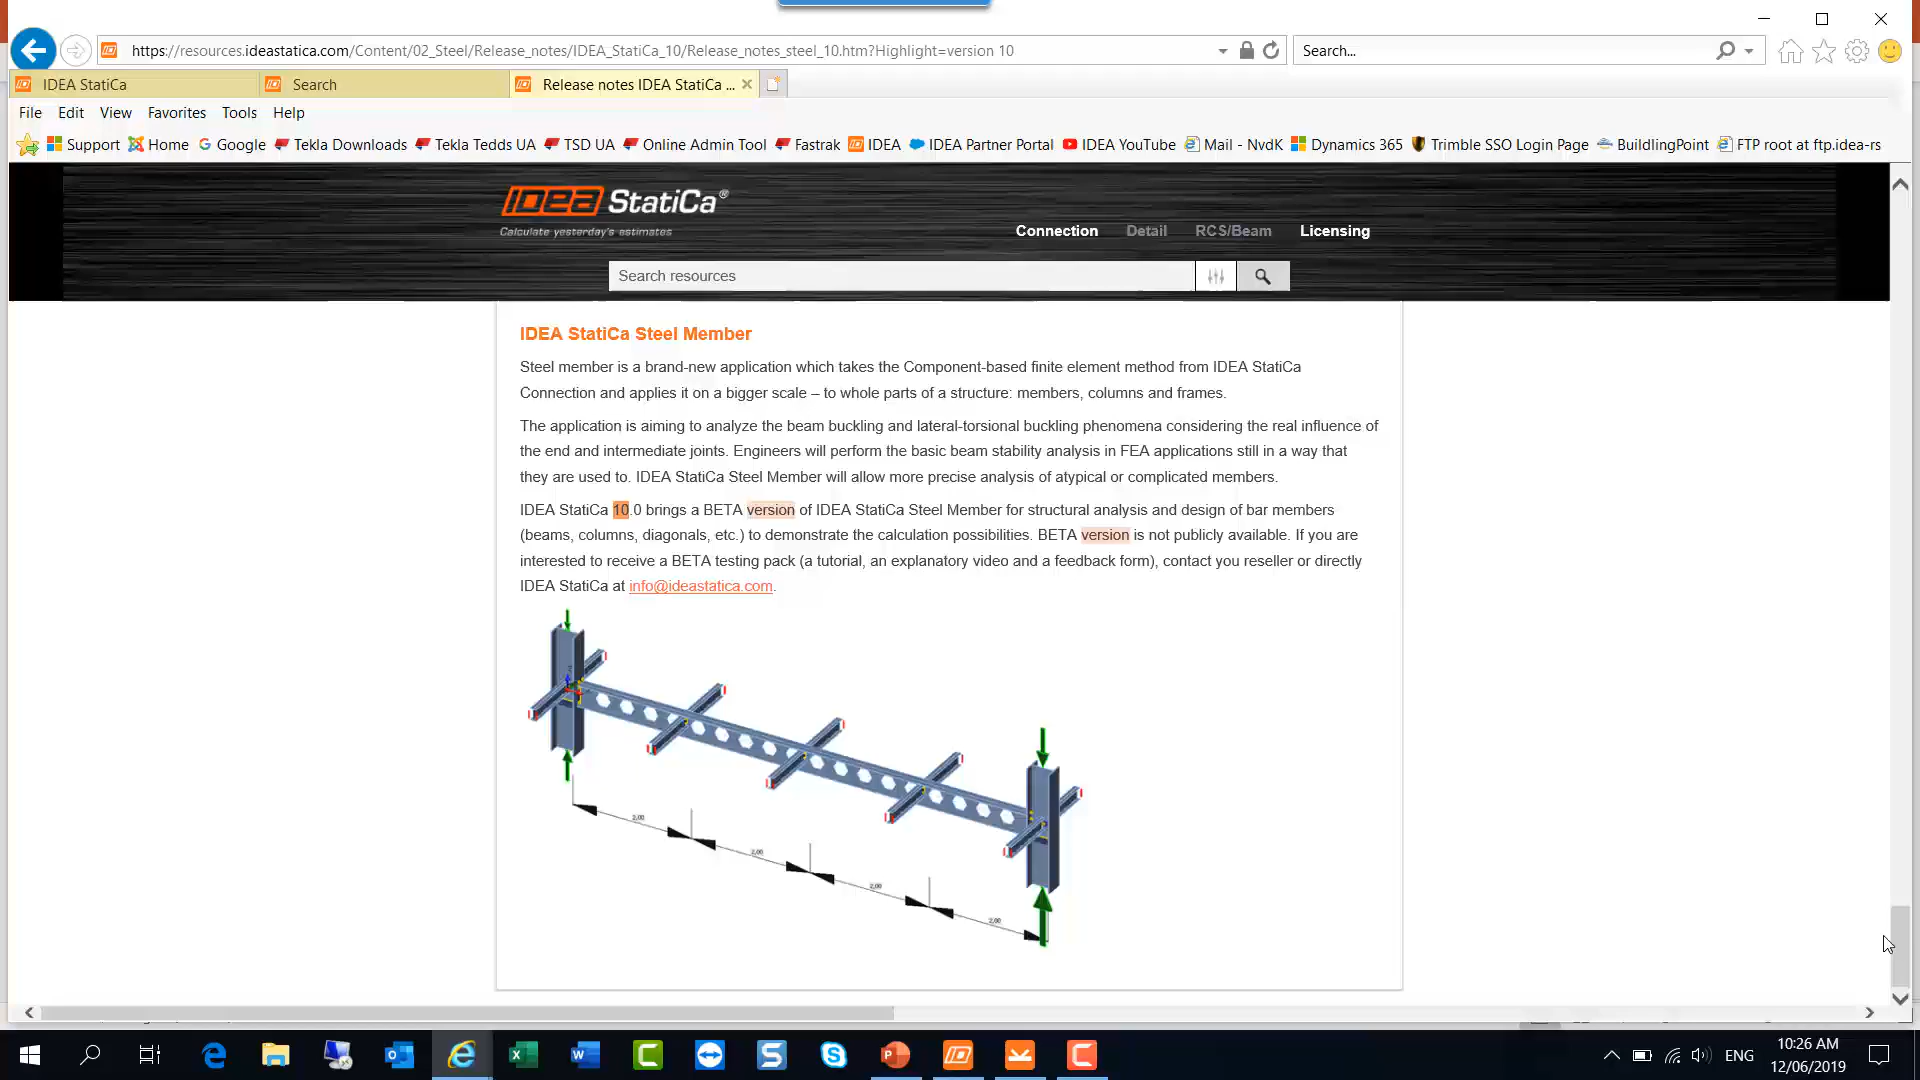 https://resources.ideastatica.com/Content/02_Steel/Release_notes/IDEA_StatiCa_10/Release_notes_steel_10.htm?Highlight=version 10
Search...
IDEA StatiCa
Search
Release notes IDEA StatiCa ...
File Edit View Favorites Tools Help
Support Home Google Tekla Downloads Tekla Tedds UA TSD UA Online Admin Tool Fastrak IDEA IDEA Partner Portal IDEA YouTube Mail - NvdK Dynamics 365 Trimble SSO Login Page BuildlingPoint FTP root at ftp.idea-rs
IDEA StatiCa®
Calculate yesterday's estimates
Connection Detail RCS/Beam Licensing
Search resources
IDEA StatiCa Steel Member
Steel member is a brand-new application which takes the Component-based finite element method from IDEA StatiCa
Connection and applies it on a bigger scale – to whole parts of a structure: members, columns and frames.
The application is aiming to analyze the beam buckling and lateral-torsional buckling phenomena considering the real influence of
the end and intermediate joints. Engineers will perform the basic beam stability analysis in FEA applications still in a way that
they are used to. IDEA StatiCa Steel Member will allow more precise analysis of atypical or complicated members.
IDEA StatiCa 10.0 brings a BETA version of IDEA StatiCa Steel Member for structural analysis and design of bar members
(beams, columns, diagonals, etc.) to demonstrate the calculation possibilities. BETA version is not publicly available. If you are
interested to receive a BETA testing pack (a tutorial, an explanatory video and a feedback form), contact you reseller or directly
IDEA StatiCa at info@ideastatica.com.
2,00
2,00
2,00
2,00
ENG
10:26 AM
12/06/2019